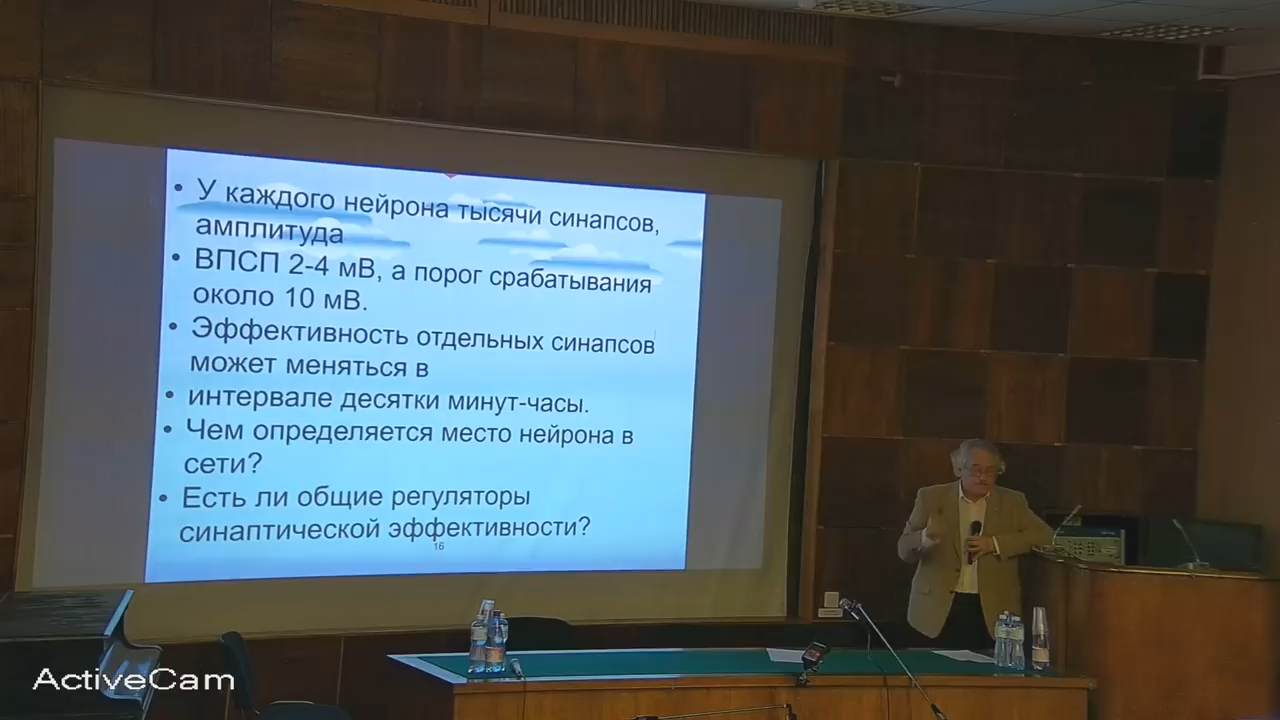 • У каждого нейрона тысячи синапсов,
амплитуда
• ВПСП 2-4 мВ, а порог срабатывания
около 10 мВ.
• Эффективность отдельных синапсов
может меняться в
• интервале десятки минут-часы.
• Чем определяется место нейрона в
сети?
• Есть ли общие регуляторы
синаптической эффективности?
16
ActiveCam